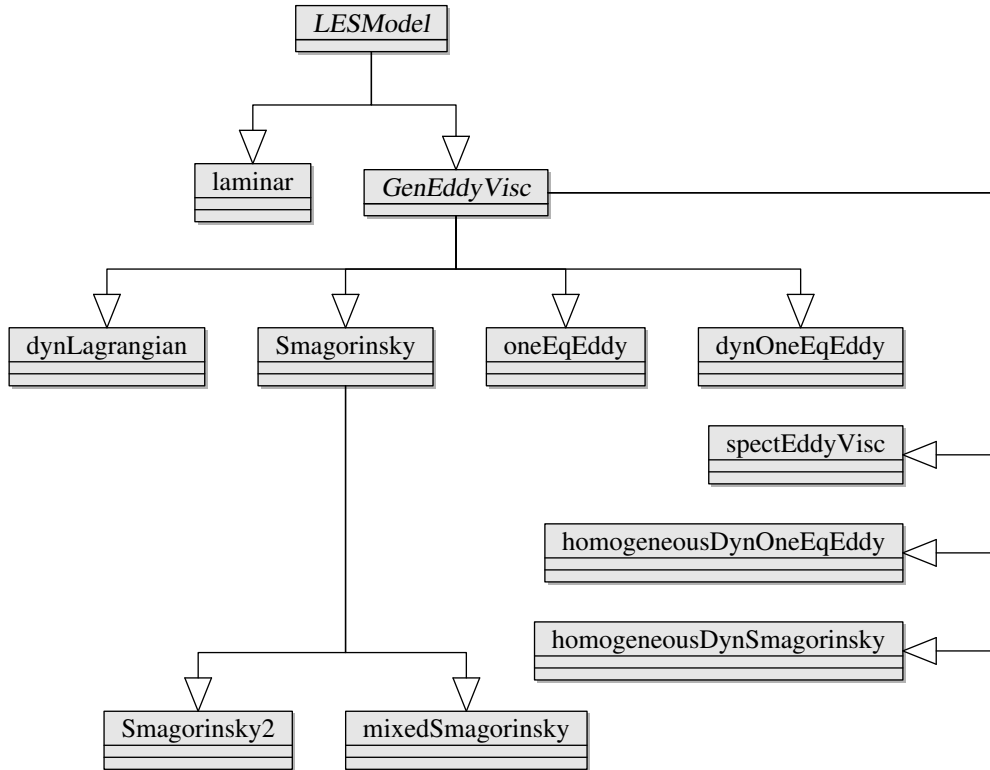 LESModel
laminar
GenEddyVisc
dynLagrangian
Smagorinsky
oneEqEddy
dynOneEqEddy
spectEddyVisc
homogeneousDynOneEqEddy
homogeneousDynSmagorinsky
Smagorinsky2
mixedSmagorinsky